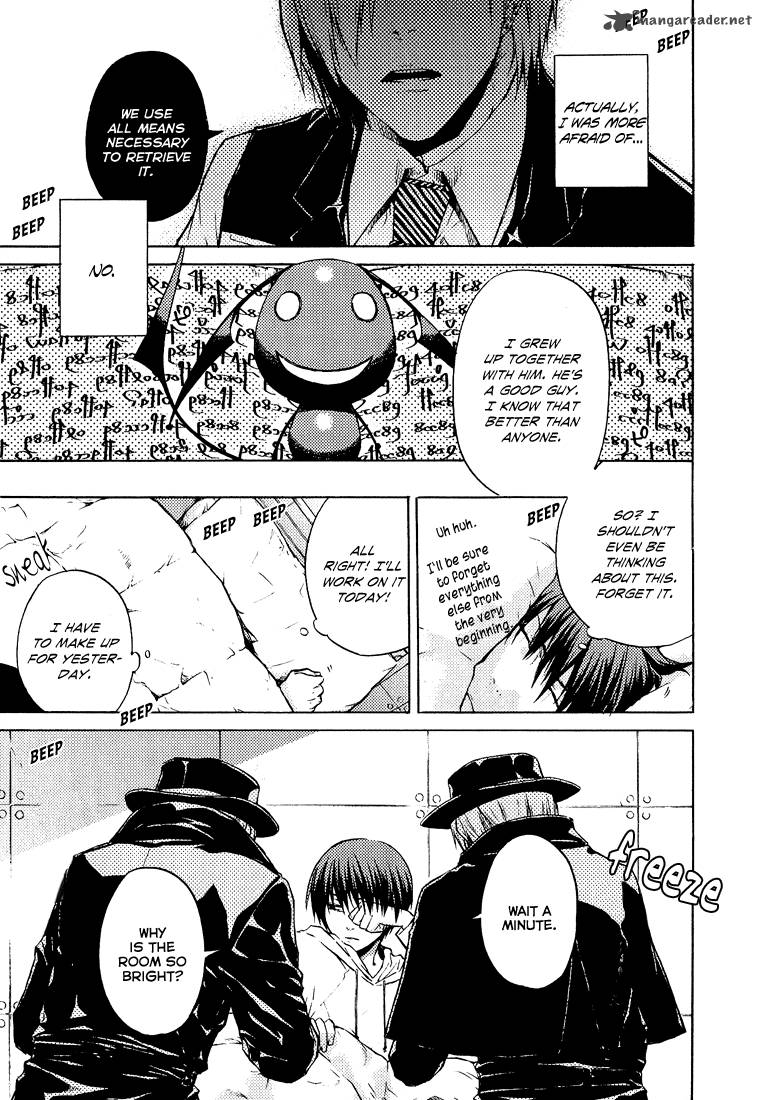 mangareader.net
EP
BEEP
ACTUALLY,
I WAS MORE
AFRAID OF...
WE USE
ALL MEANS
NECESSARY
TO RETRIEVE
IT.
BEEP
BEEP
NO.
I GREW
UP TOGETHER
WITH HIM. HE'S
A GOOD GUY.
I KNOW THAT
BETTER THAN
ANYONE.
SO? I
SHOULDN'T
EVEN BE
THINKING
ABOUT THIS.
FORGET IT.
BEEP
Uh huh.
I'll be sure
to forget
everything
else from
the very
beginning.
BEEP
BEEP
ALL
RIGHT! I'LL
WORK ON IT
TODAY!
sneak
I HAVE
TO MAKE UP
FOR YESTER-
DAY.
BEEP
BEEP
freeze
WAIT A
MINUTE.
WHY
IS THE
ROOM SO
BRIGHT?